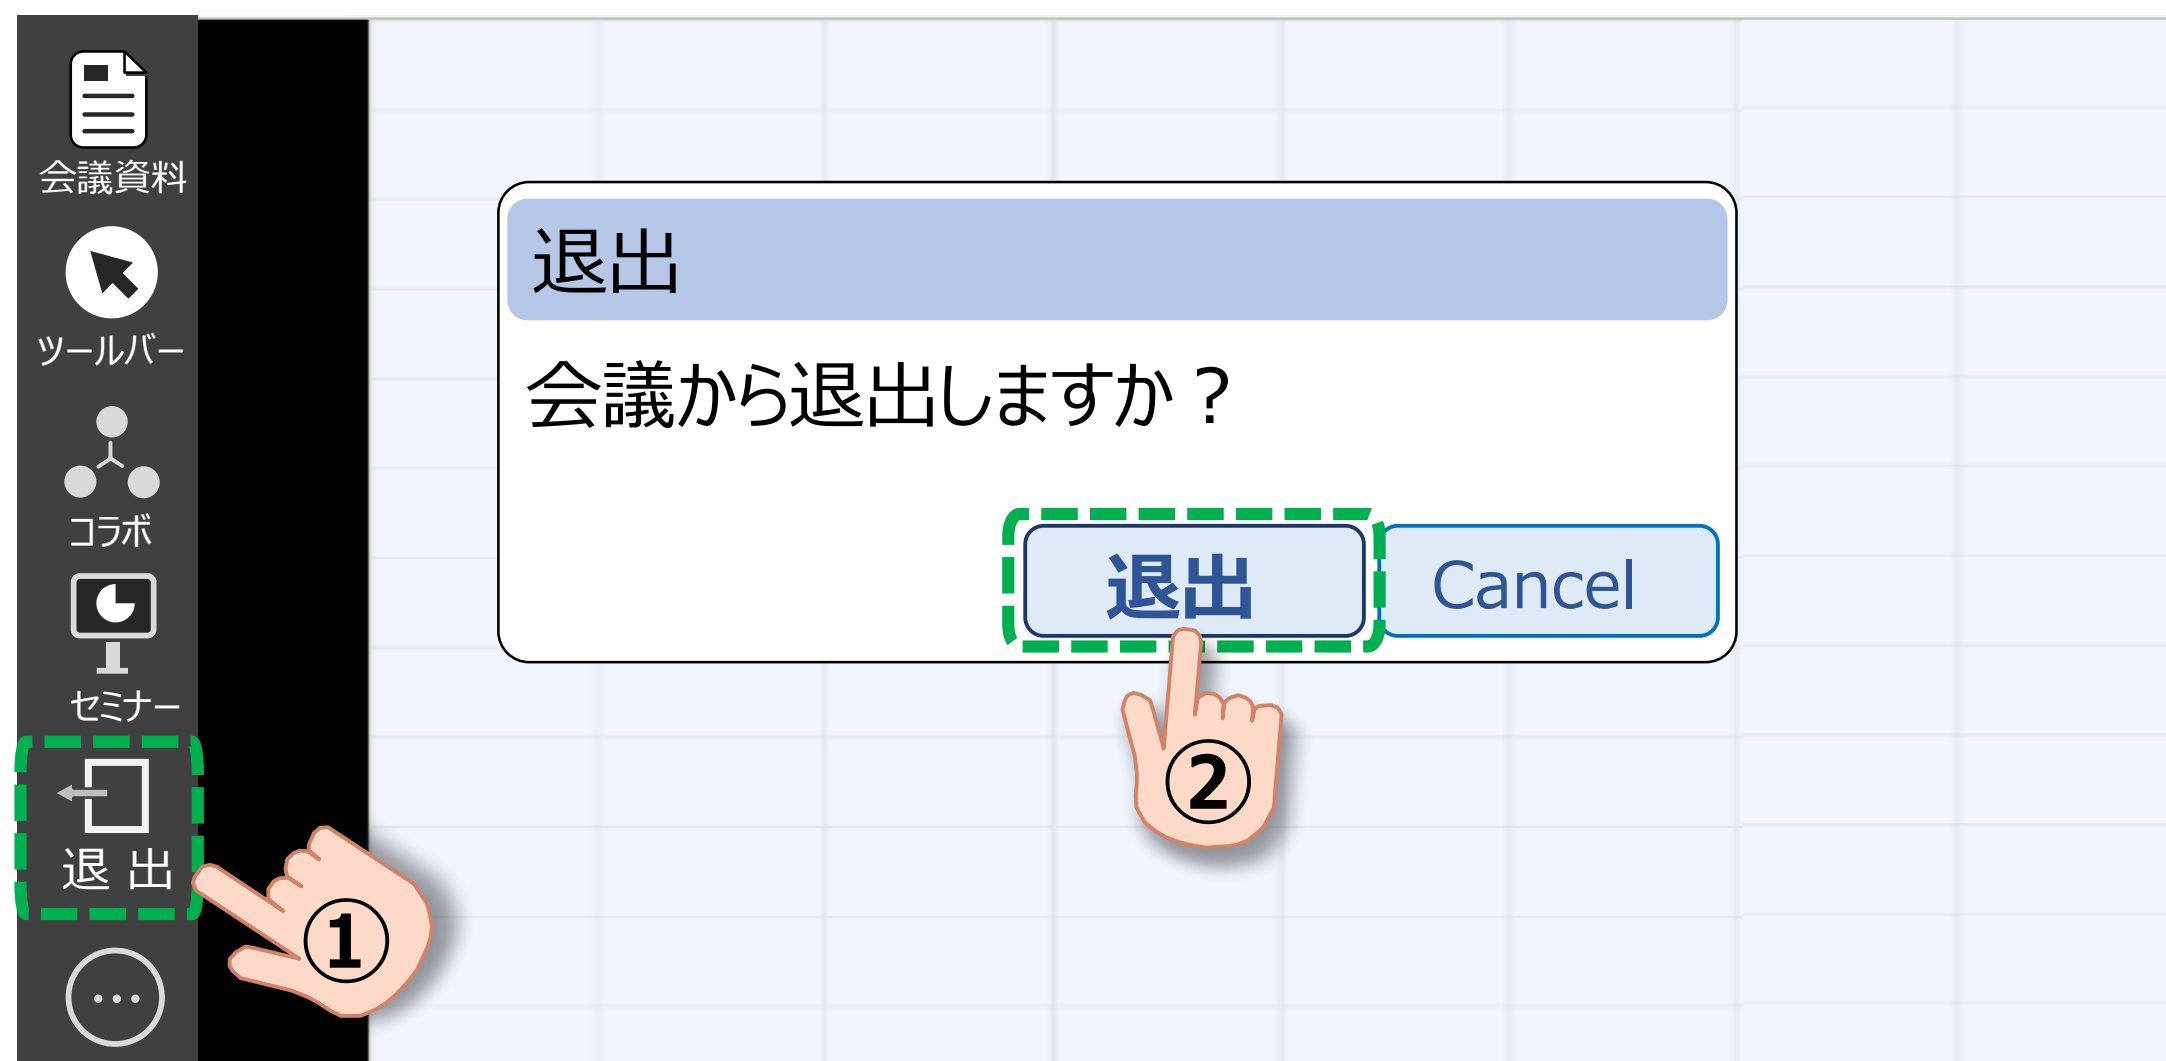 会議資料
ツールバー
コラボ
セミナー
退 出
①
退出
会議から退出しますか？
退出
Cancel
②